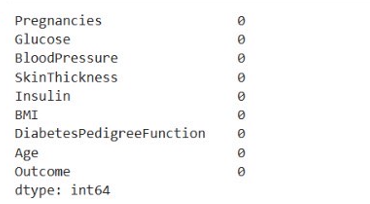 Pregnancies 0
Glucose 0
BloodPressure 0
SkinThickness 0
Insulin 0
BMI 0
DiabetesPedigreeFunction 0
Age 0
Outcome 0
dtype: int64